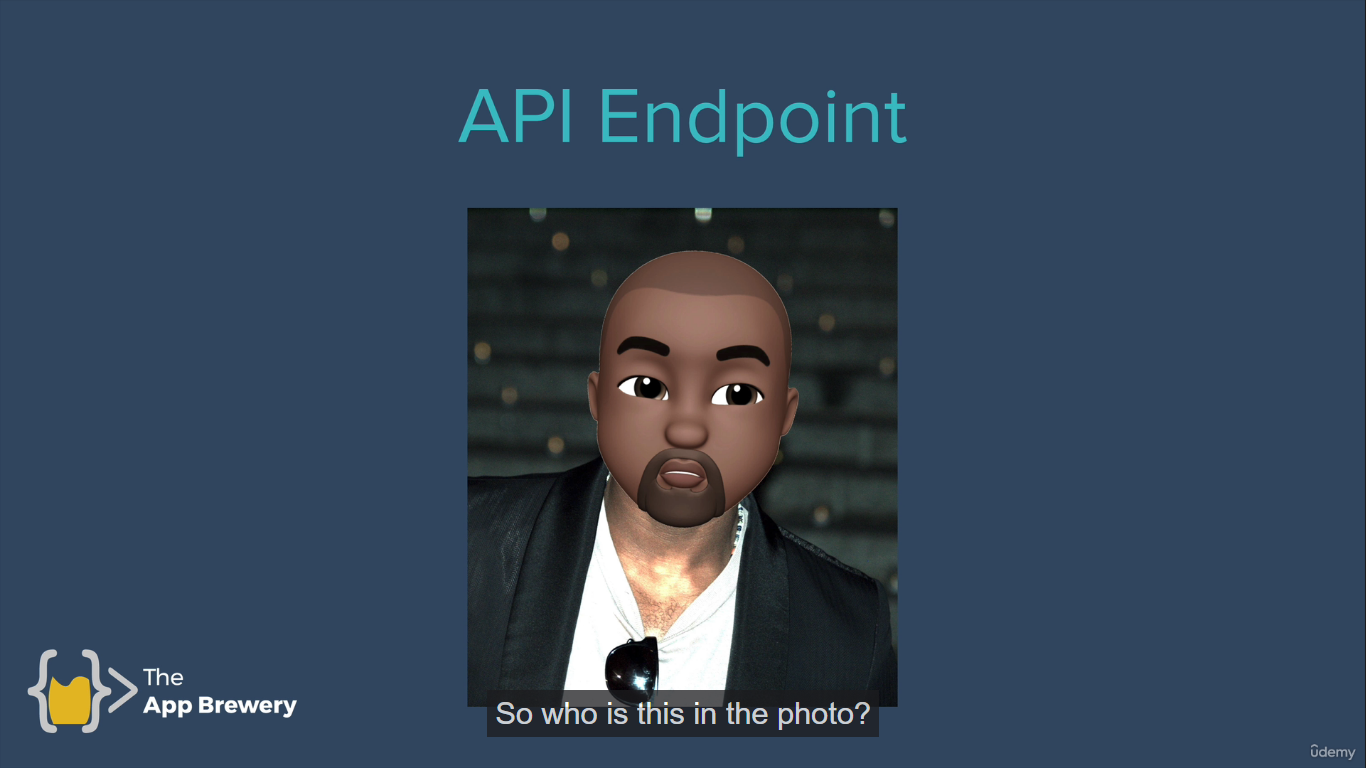 API Endpoint
The
App Brewery
So who is this in the photo?
ûdemy